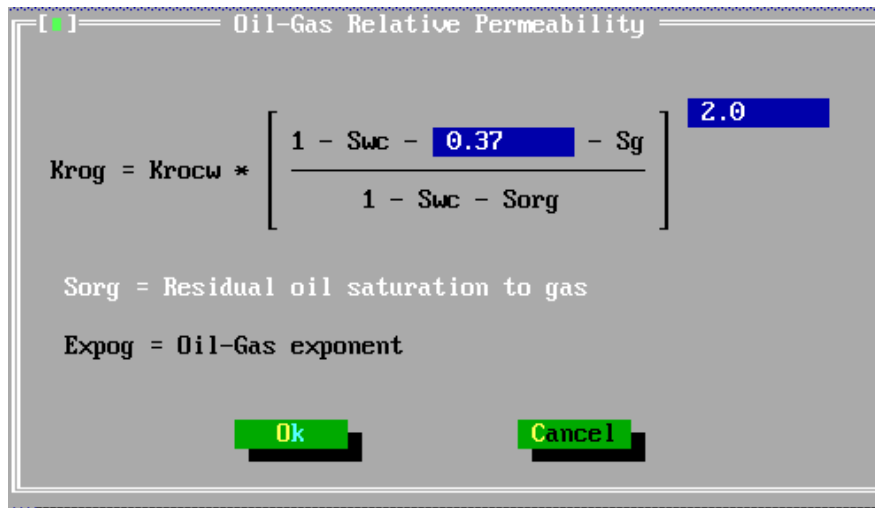 [■] Oil-Gas Relative Permeability
2.0
1 - Swc - 0.37 - Sg
Krog = Krocw *
1 - Swc - Sorg
Sorg = Residual oil saturation to gas
Expog = Oil-Gas exponent
Ok Cancel